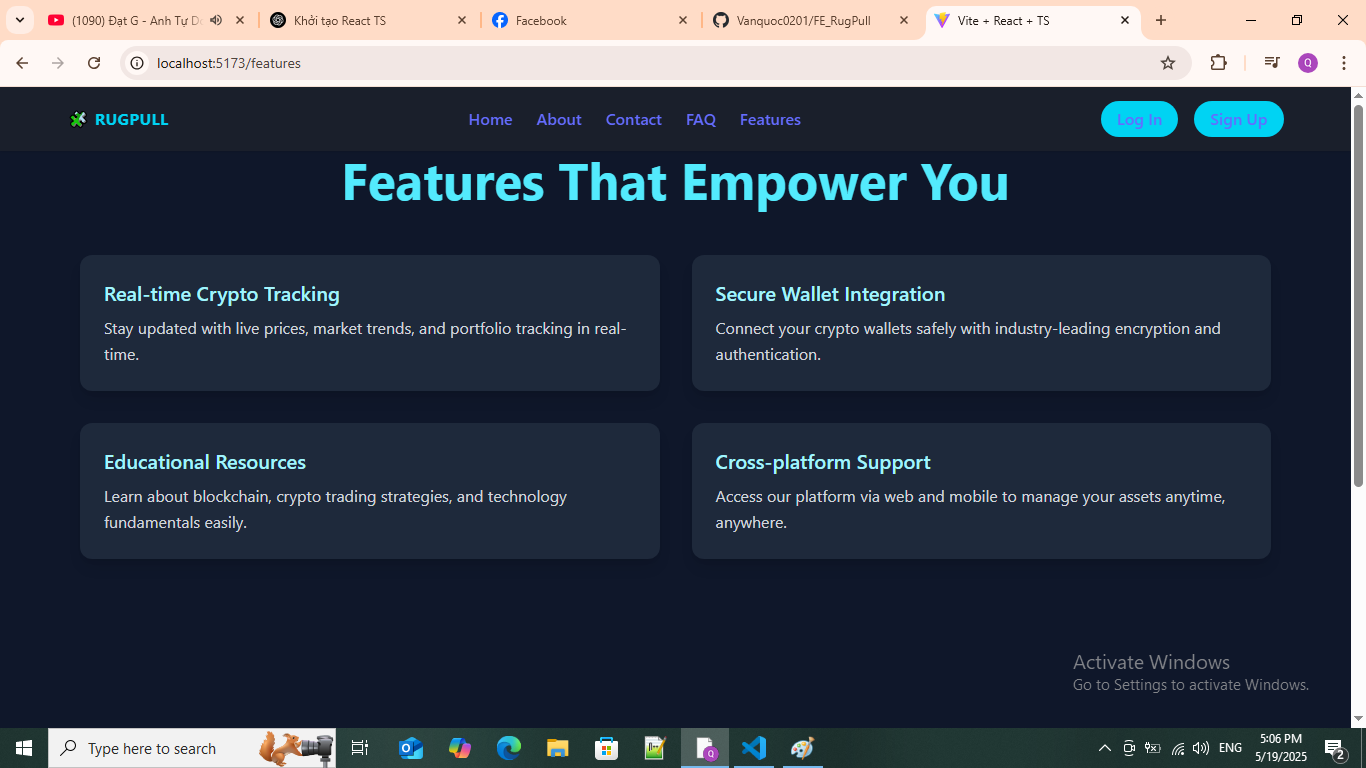 (1090) Đạt G - Anh Tự Do
Khởi tạo React TS
Facebook
Vanquoc0201/FE_RugPull
Vite + React + TS
localhost:5173/features
Q
RUGPULL
Home
About
Contact
FAQ
Features
Log In
Sign Up
Features That Empower You
Real-time Crypto Tracking
Stay updated with live prices, market trends, and portfolio tracking in real-
time.
Secure Wallet Integration
Connect your crypto wallets safely with industry-leading encryption and
authentication.
Educational Resources
Learn about blockchain, crypto trading strategies, and technology
fundamentals easily.
Cross-platform Support
Access our platform via web and mobile to manage your assets anytime,
anywhere.
Activate Windows
Go to Settings to activate Windows.
Type here to search
ENG
5:06 PM
5/19/2025
2